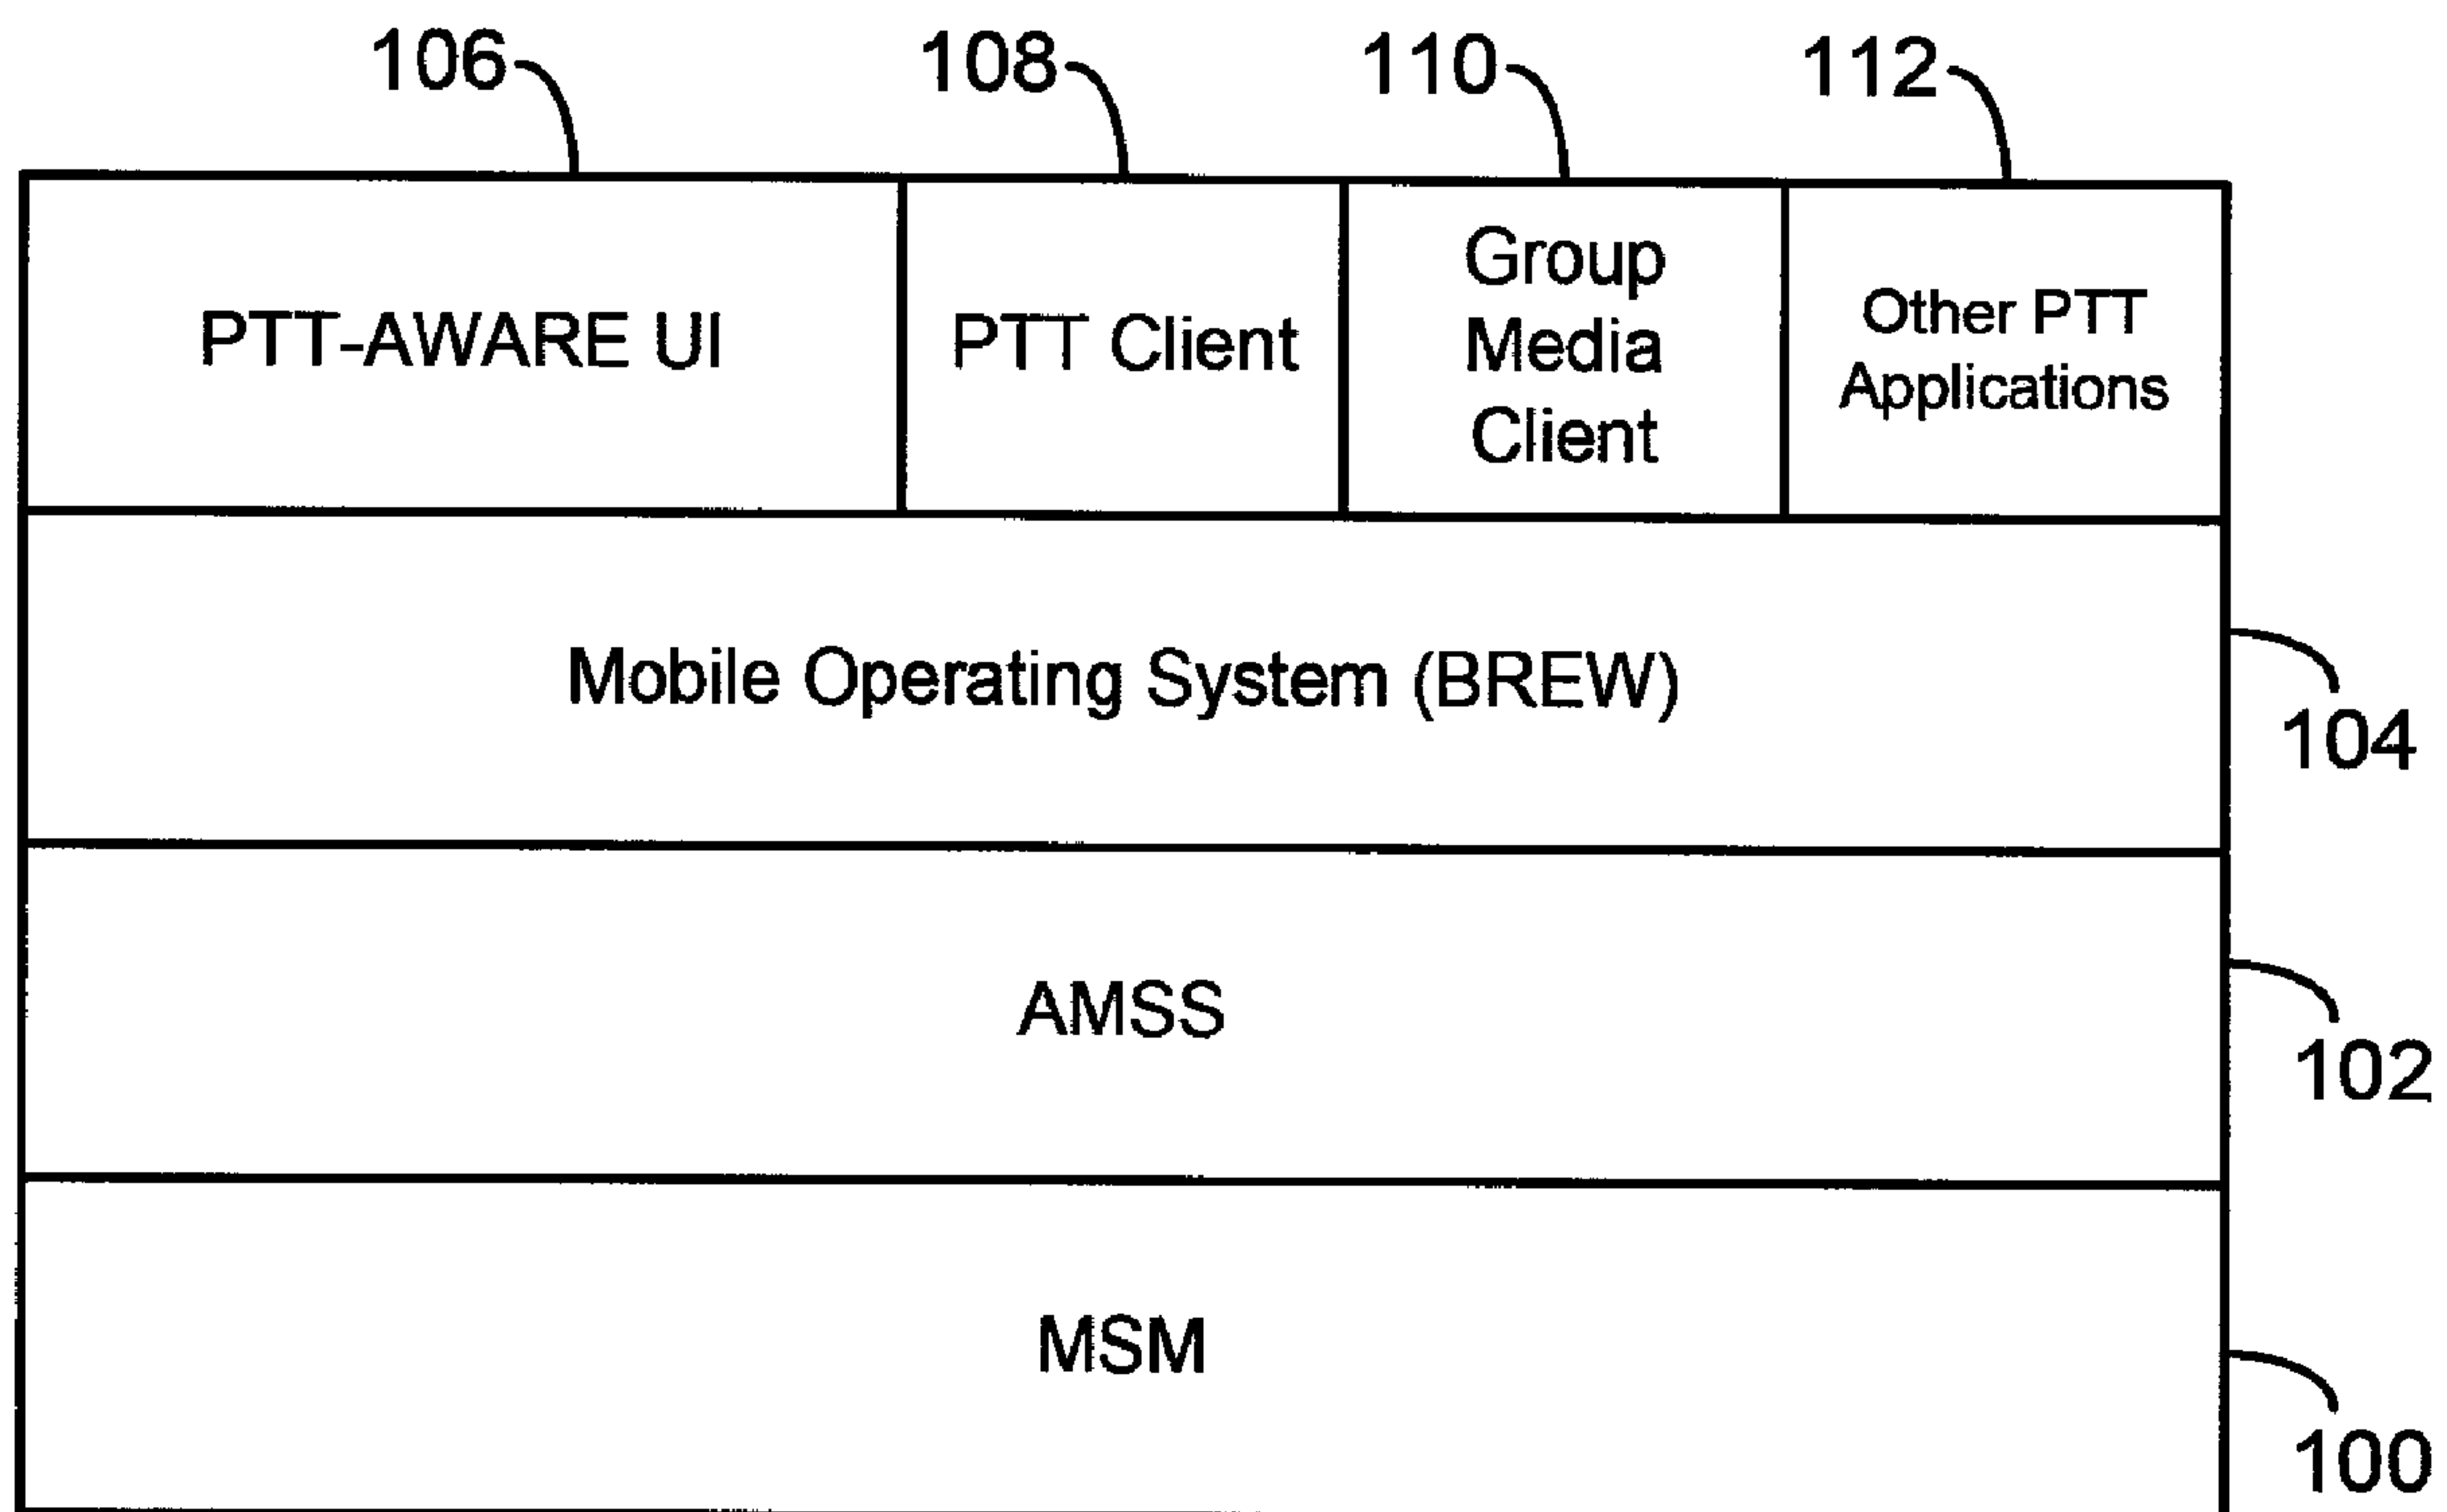 106 108 110 112
PTT-AWARE UI
PTT Client
Group
Media
Client
Other PTT
Applications
Mobile Operating System (BREW)
104
AMSS
102
MSM
100